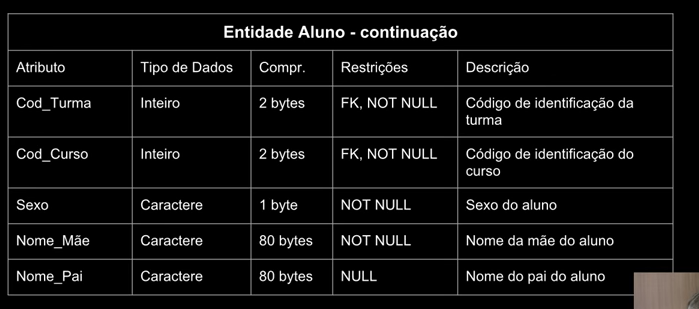 Entidade Aluno - continuação
Atributo Tipo de Dados Compr. Restrições Descrição
Cod_Turma Inteiro 2 bytes FK, NOT NULL Código de identificação da
turma
Cod_Curso Inteiro 2 bytes FK, NOT NULL Código de identificação do
curso
Sexo Caractere 1 byte NOT NULL Sexo do aluno
Nome_Mãe Caractere 80 bytes NOT NULL Nome da mãe do aluno
Nome_Pai Caractere 80 bytes NULL Nome do pai do aluno